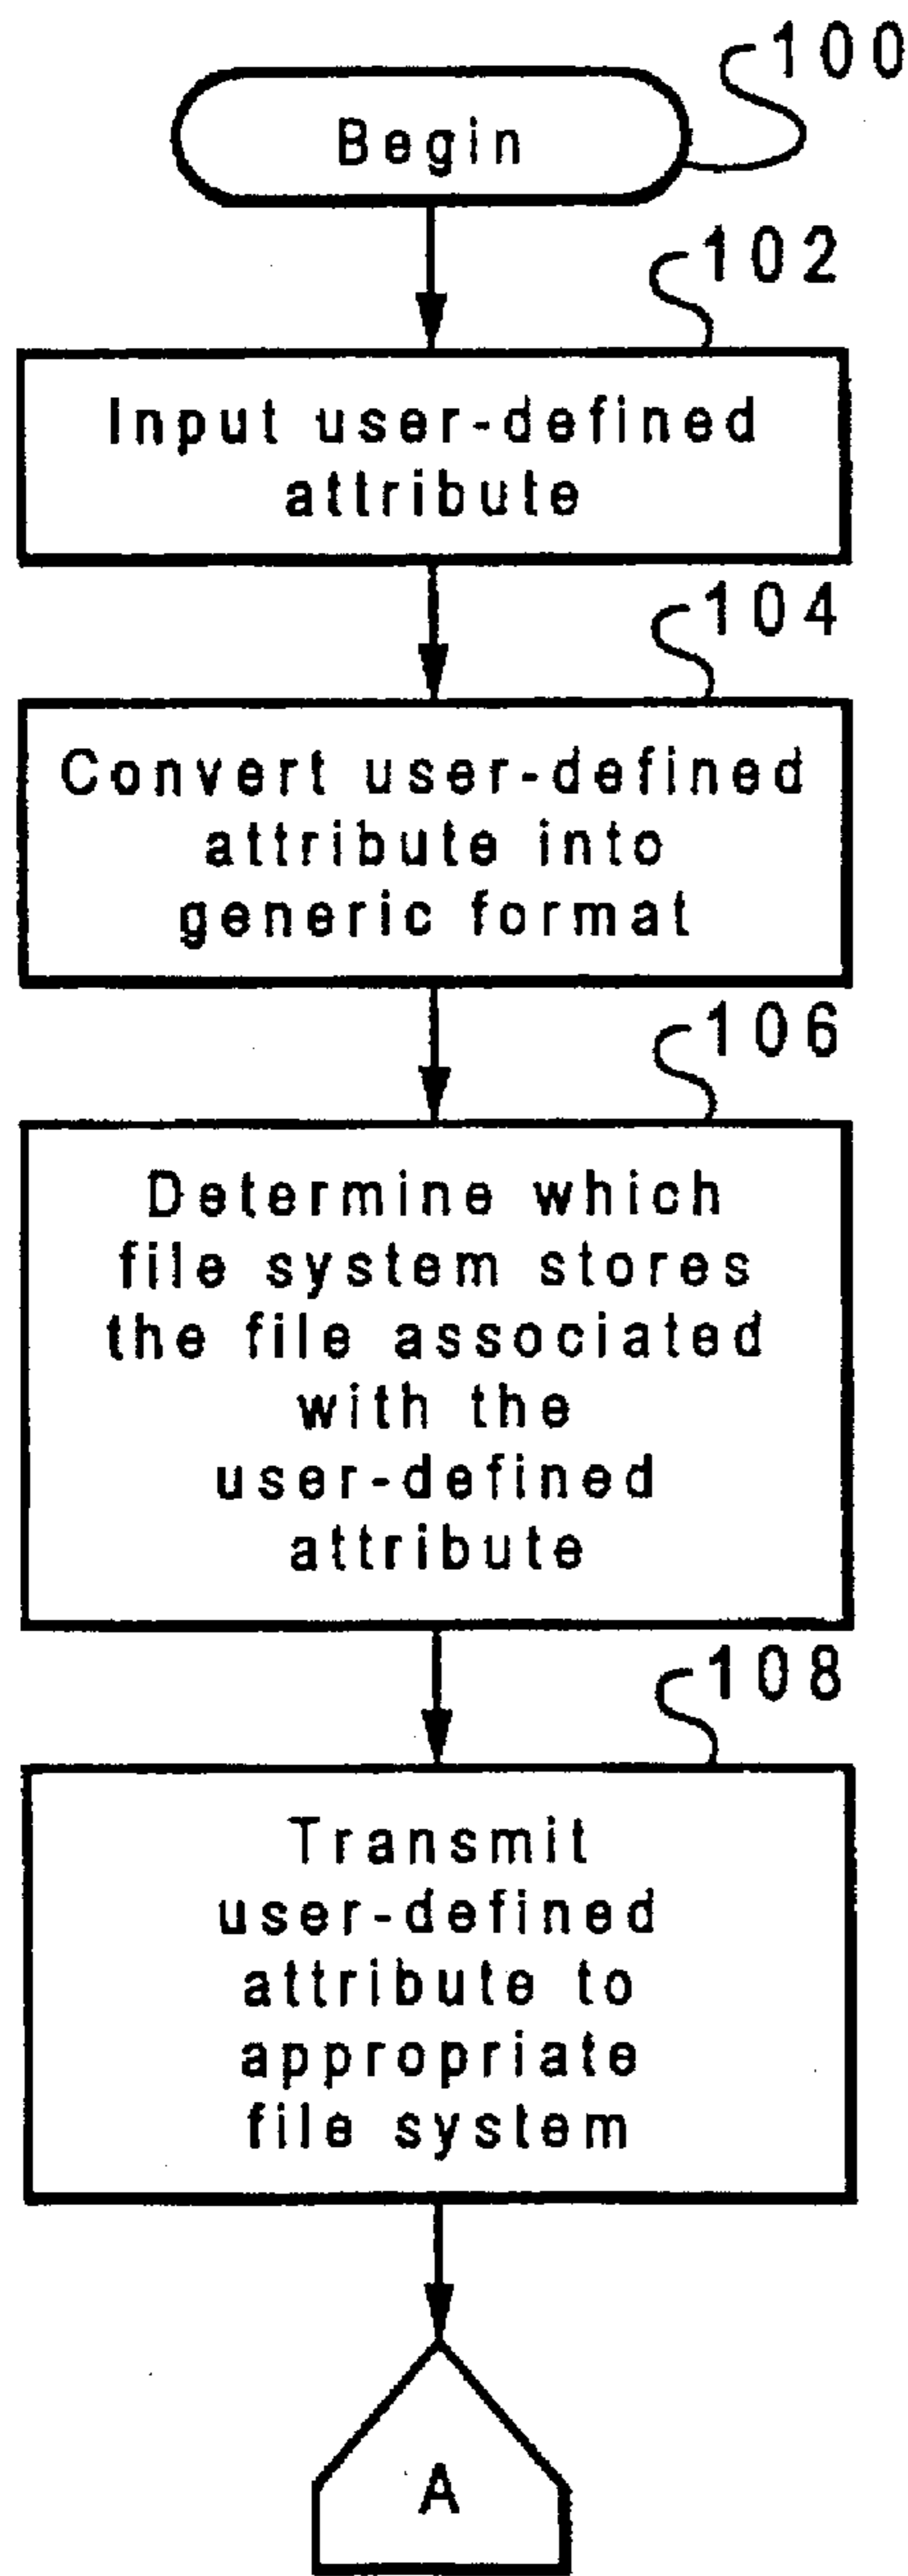 100
Begin
102
Input user-defined
attribute
104
Convert user-defined
attribute into
generic format
106
Determine which
file system stores
the file associated
with the
user-defined
attribute
108
Transmit
user-defined
attribute to
appropriate
file system
A